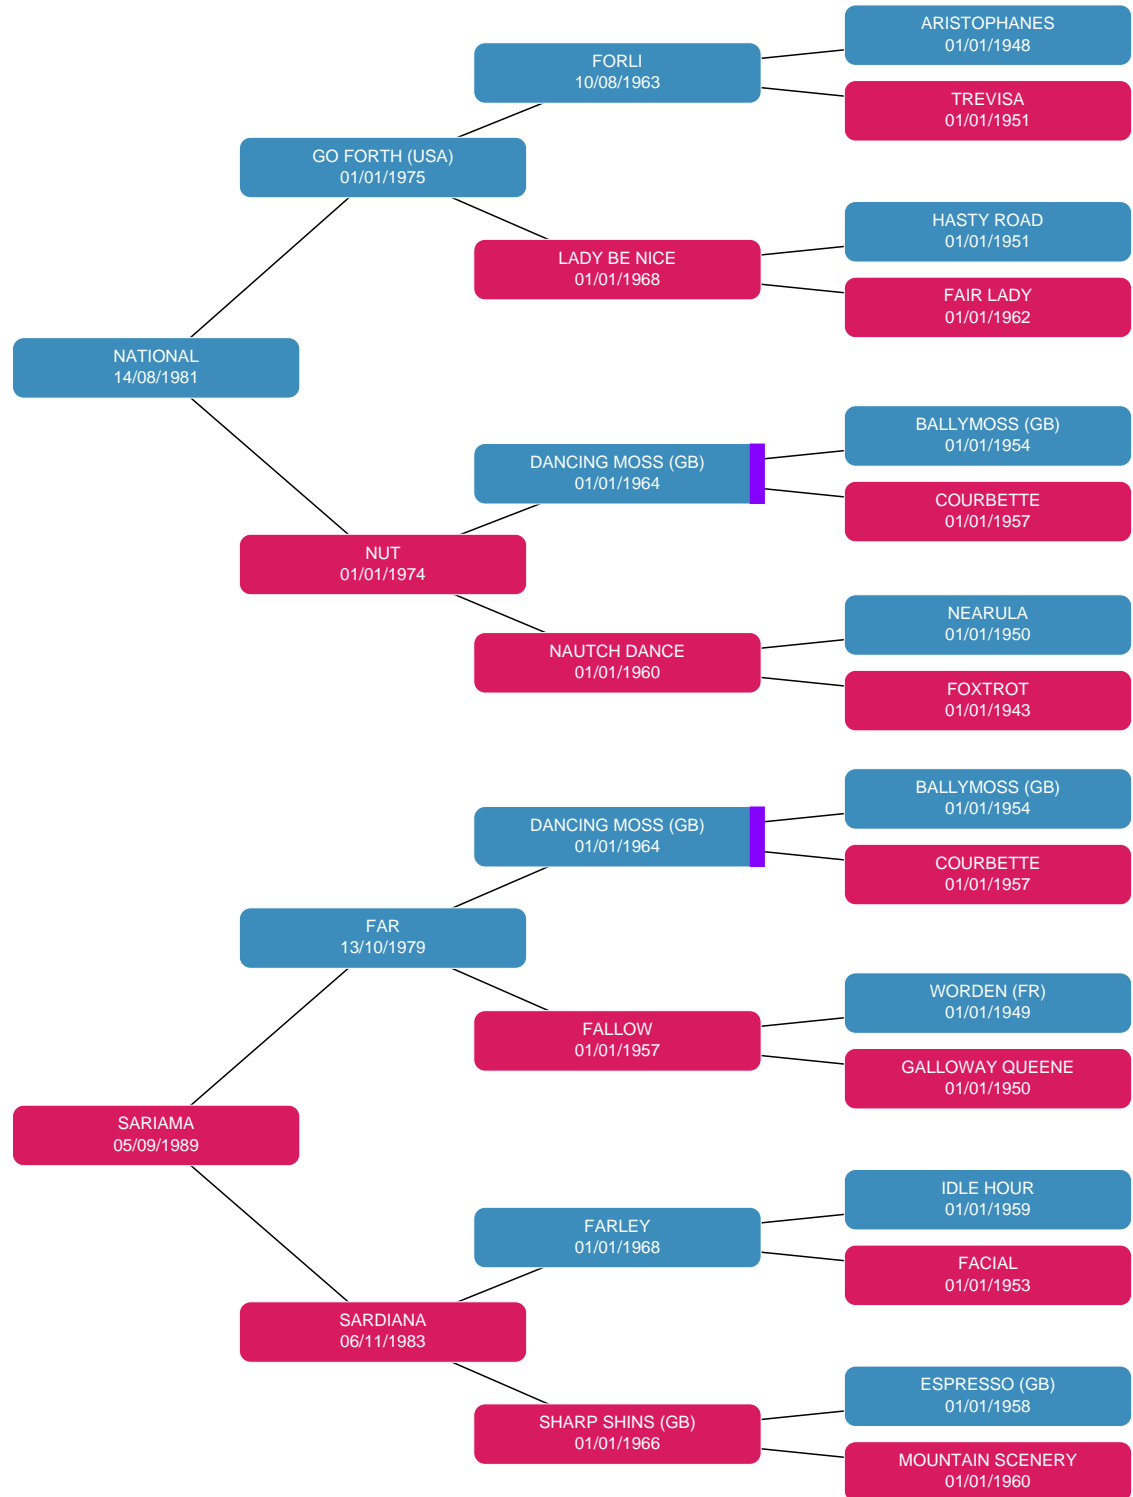 ARISTOPHANES
01/01/1948
FORLI
10/08/1963
TREVISA
01/01/1951
GO FORTH (USA)
01/01/1975
HASTY ROAD
01/01/1951
LADY BE NICE
01/01/1968
FAIR LADY
01/01/1962
NATIONAL
14/08/1981
BALLYMOSS (GB)
01/01/1954
DANCING MOSS (GB)
01/01/1964
COURBETTE
01/01/1957
NUT
01/01/1974
NEARULA
01/01/1950
NAUTCH DANCE
01/01/1960
FOXTROT
01/01/1943
BALLYMOSS (GB)
01/01/1954
DANCING MOSS (GB)
01/01/1964
COURBETTE
01/01/1957
FAR
13/10/1979
WORDEN (FR)
01/01/1949
FALLOW
01/01/1957
GALLOWAY QUEENE
01/01/1950
SARIAMA
05/09/1989
IDLE HOUR
01/01/1959
FARLEY
01/01/1968
FACIAL
01/01/1953
SARDIANA
06/11/1983
ESPRESSO (GB)
01/01/1958
SHARP SHINS (GB)
01/01/1966
MOUNTAIN SCENERY
01/01/1960